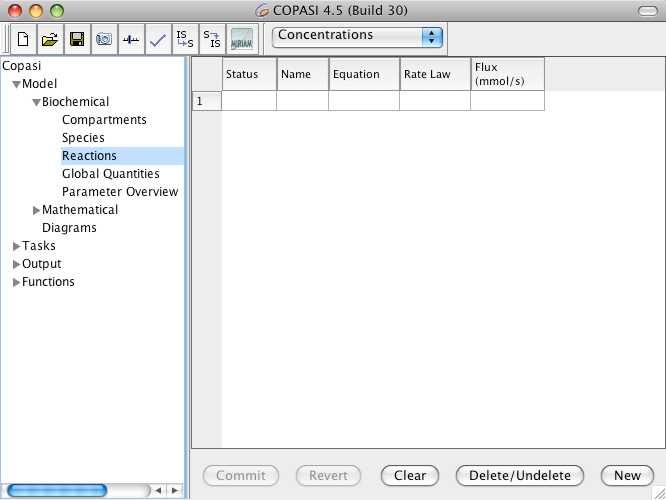 COPASI 4.5 (Build 30)
IS S
S IS
MIRIAM
Concentrations
Copasi
Model
Biochemical
Compartments
Species
Reactions
Global Quantities
Parameter Overview
Mathematical
Diagrams
Tasks
Output
Functions
Status Name Equation Rate Law Flux
(mmol/s)
1
Commit Revert Clear Delete/Undelete New